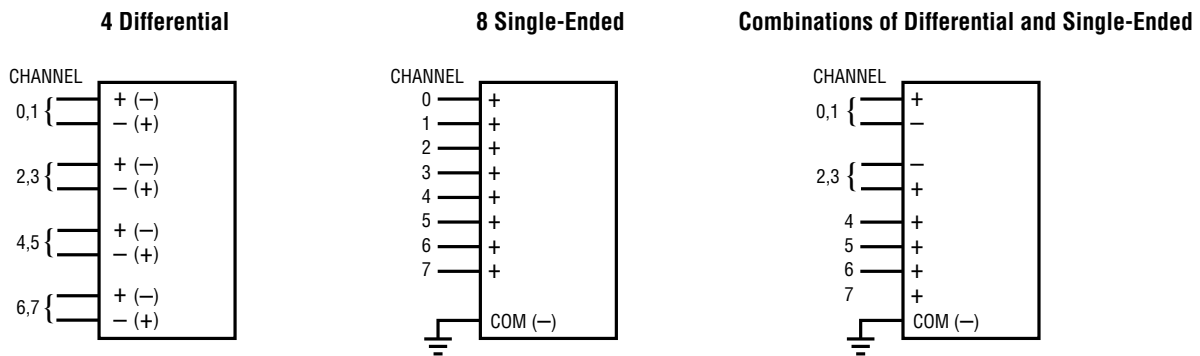 4 Differential
CHANNEL
0,1 { + (–)
– (+)
2,3 { + (–)
– (+)
4,5 { + (–)
– (+)
6,7 { + (–)
– (+)
8 Single-Ended
CHANNEL
0 +
1 +
2 +
3 +
4 +
5 +
6 +
7 +
COM (–)
Combinations of Differential and Single-Ended
CHANNEL
0,1 { +
–
2,3 { –
+
4 +
5 +
6 +
7 +
COM (–)